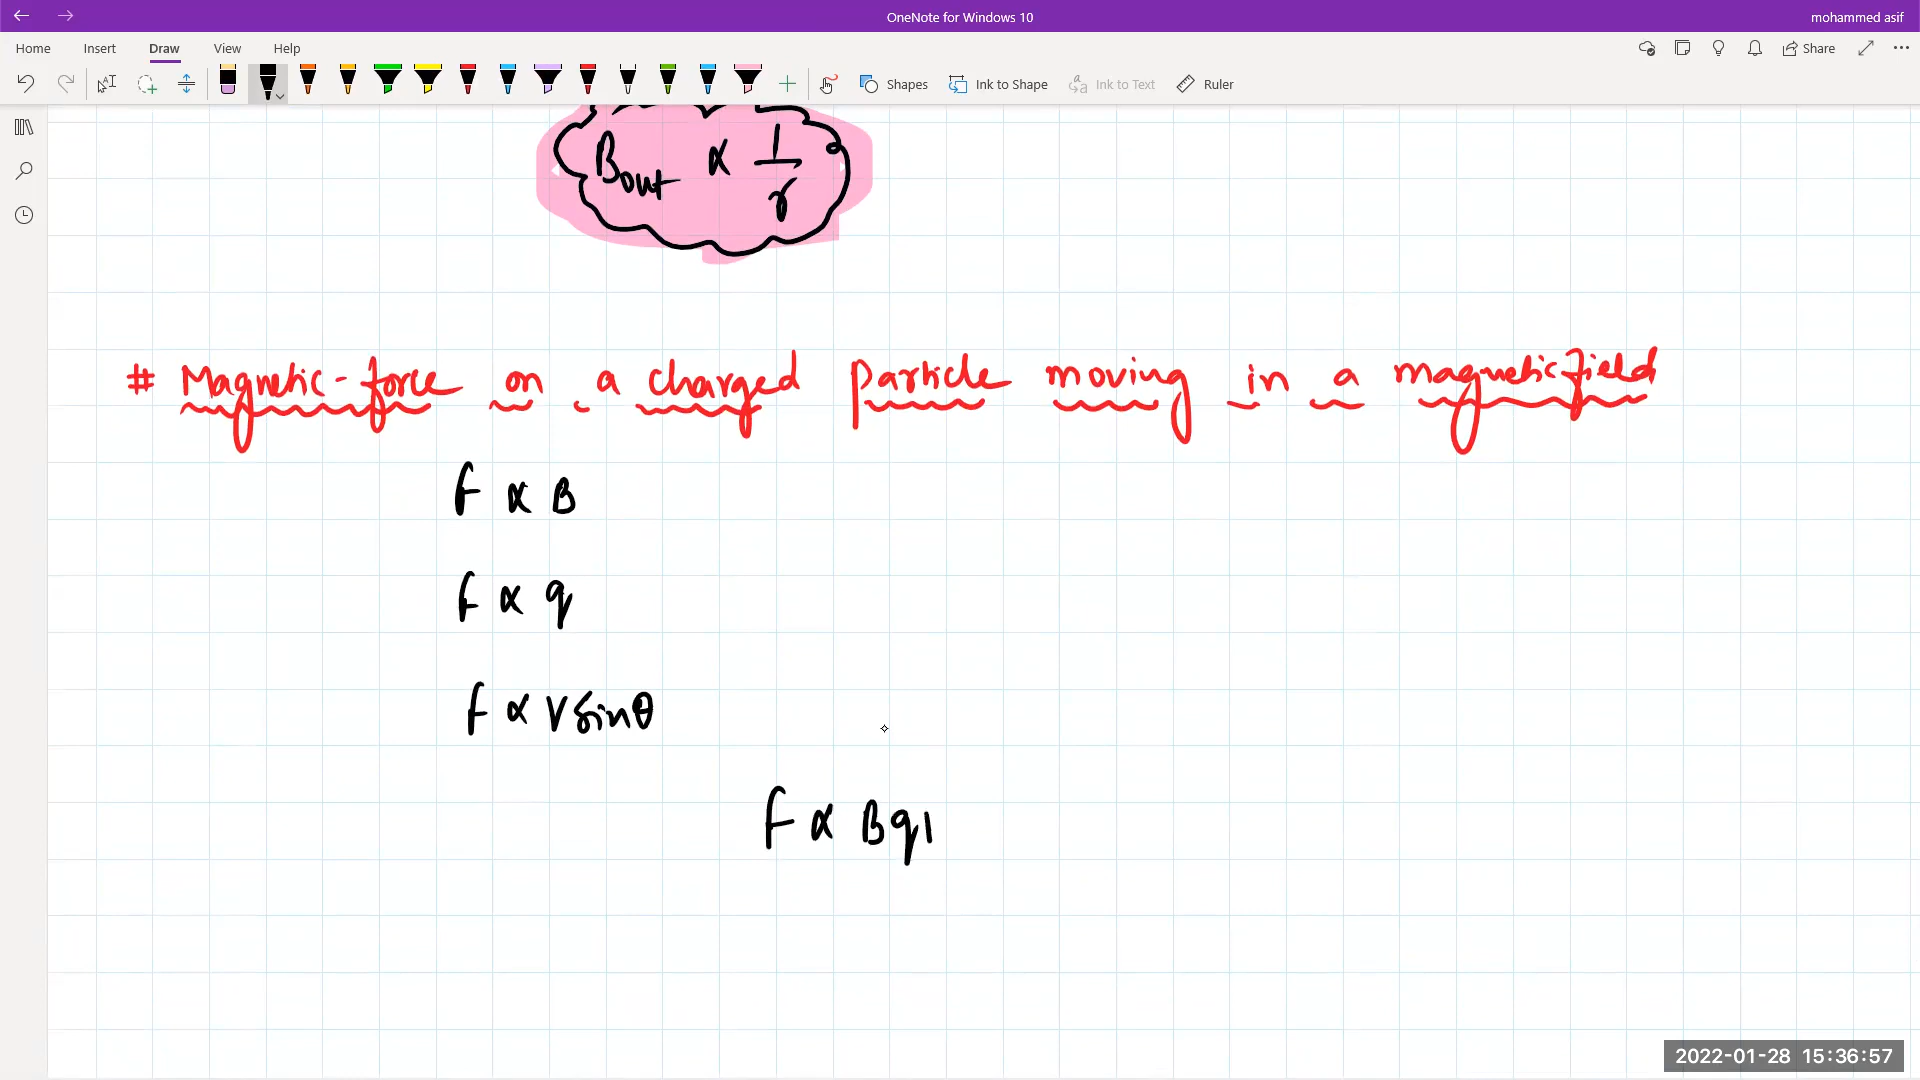 OneNote for Windows 10
mohammed asif
Home Insert Draw View Help
Share
Shapes Ink to Shape Ink to Text Ruler
Bout ∝ 1/r
# Magnetic-force on a charged particle moving in a magnetic field
F ∝ B
F ∝ q
F ∝ V sinθ
F ∝ Bq
2022-01-28 15:36:57